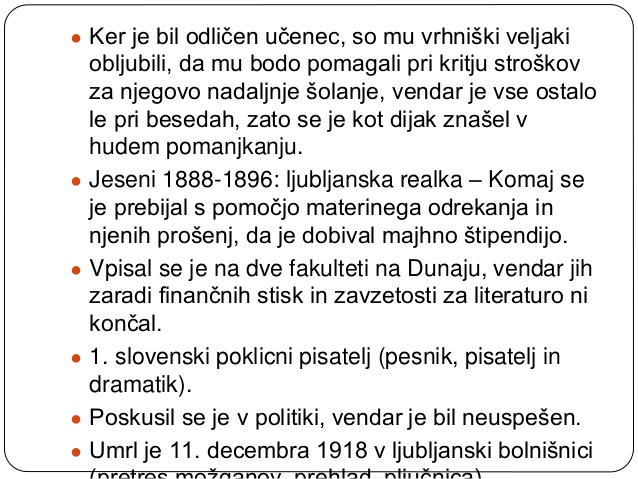 ● Ker je bil odličen učenec, so mu vrhniški veljaki
obljubili, da mu bodo pomagali pri kritju stroškov
za njegovo nadaljnje šolanje, vendar je vse ostalo
le pri besedah, zato se je kot dijak znašel v
hudem pomanjkanju.
● Jeseni 1888-1896: ljubljanska realka – Komaj se
je prebijal s pomočjo materinega odrekanja in
njenih prošenj, da je dobival majhno štipendijo.
● Vpisal se je na dve fakulteti na Dunaju, vendar jih
zaradi finančnih stisk in zavzetosti za literaturo ni
končal.
● 1. slovenski poklicni pisatelj (pesnik, pisatelj in
dramatik).
● Poskusil se je v politiki, vendar je bil neuspešen.
● Umrl je 11. decembra 1918 v ljubljanski bolnišnici
(pretres možganov, prehlad, pljučnica)